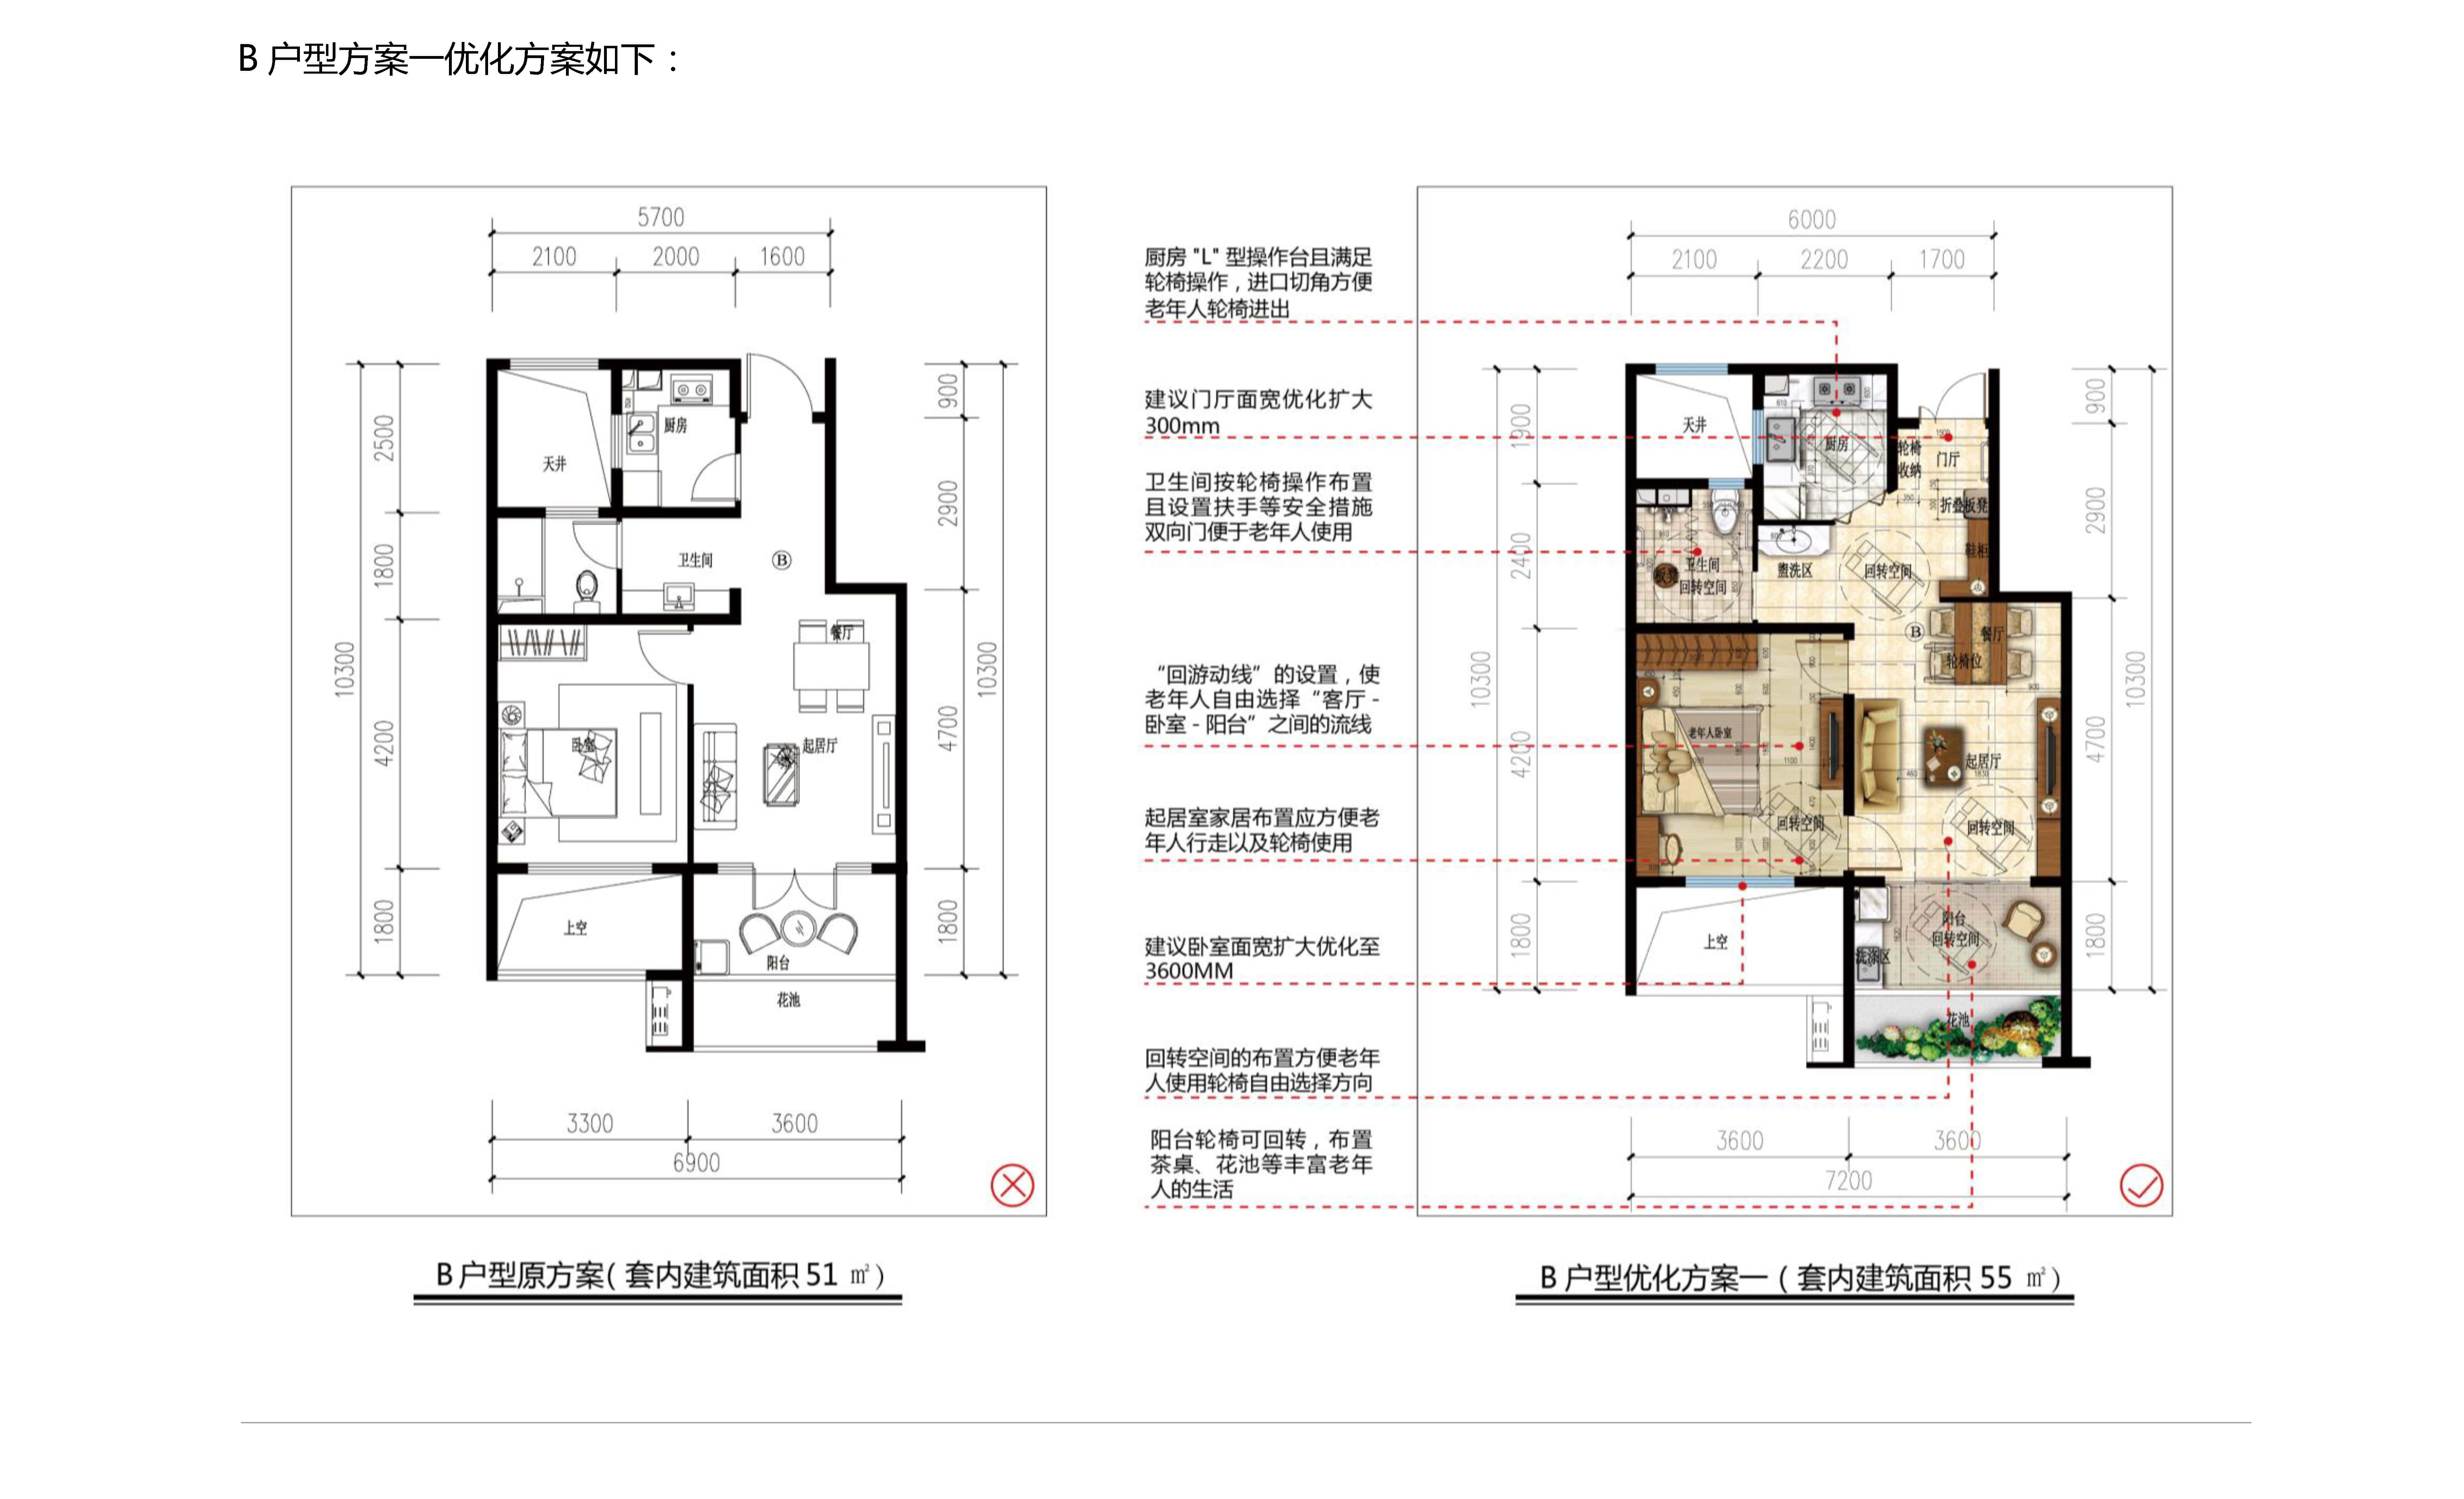 B 户型方案一优化方案如下：
5700
2100 2000 1600
10300
2500
1800
4200
1800
900
2900
4700
1800
10300
天井
厨房
卫生间
B
餐厅
卧室
起居厅
上空
阳台
花池
3300 3600
6900
B 户型原方案( 套内建筑面积 51 ㎡)
厨房 "L" 型操作台且满足
轮椅操作，进口切角方便
老年人轮椅进出
建议门厅面宽优化扩大
300mm
卫生间按轮椅操作布置
且设置扶手等安全措施
双向门便于老年人使用
“回游动线” 的设置，使
老年人自由选择 “客厅 -
卧室 - 阳台” 之间的流线
起居室家居布置应方便老
年人行走以及轮椅使用
建议卧室面宽扩大优化至
3600MM
回转空间的布置方便老年
人使用轮椅自由选择方向
阳台轮椅可回转，布置
茶桌、花池等丰富老年
人的生活
6000
2100 2200 1700
10300
1900
2400
4200
1800
900
2900
4700
1800
10300
天井
厨房
轮椅
收纳
1500
门厅
折叠板凳
鞋柜
卫生间
回转空间
板凳
盥洗区
回转空间
B
餐厅
轮椅位
900
老年人卧室
1100
起居厅
1830
回转空间
回转空间
上空
阳台
回转空间
洗涤区
花池
3600 3600
7200
B 户型优化方案一 ( 套内建筑面积 55 ㎡)